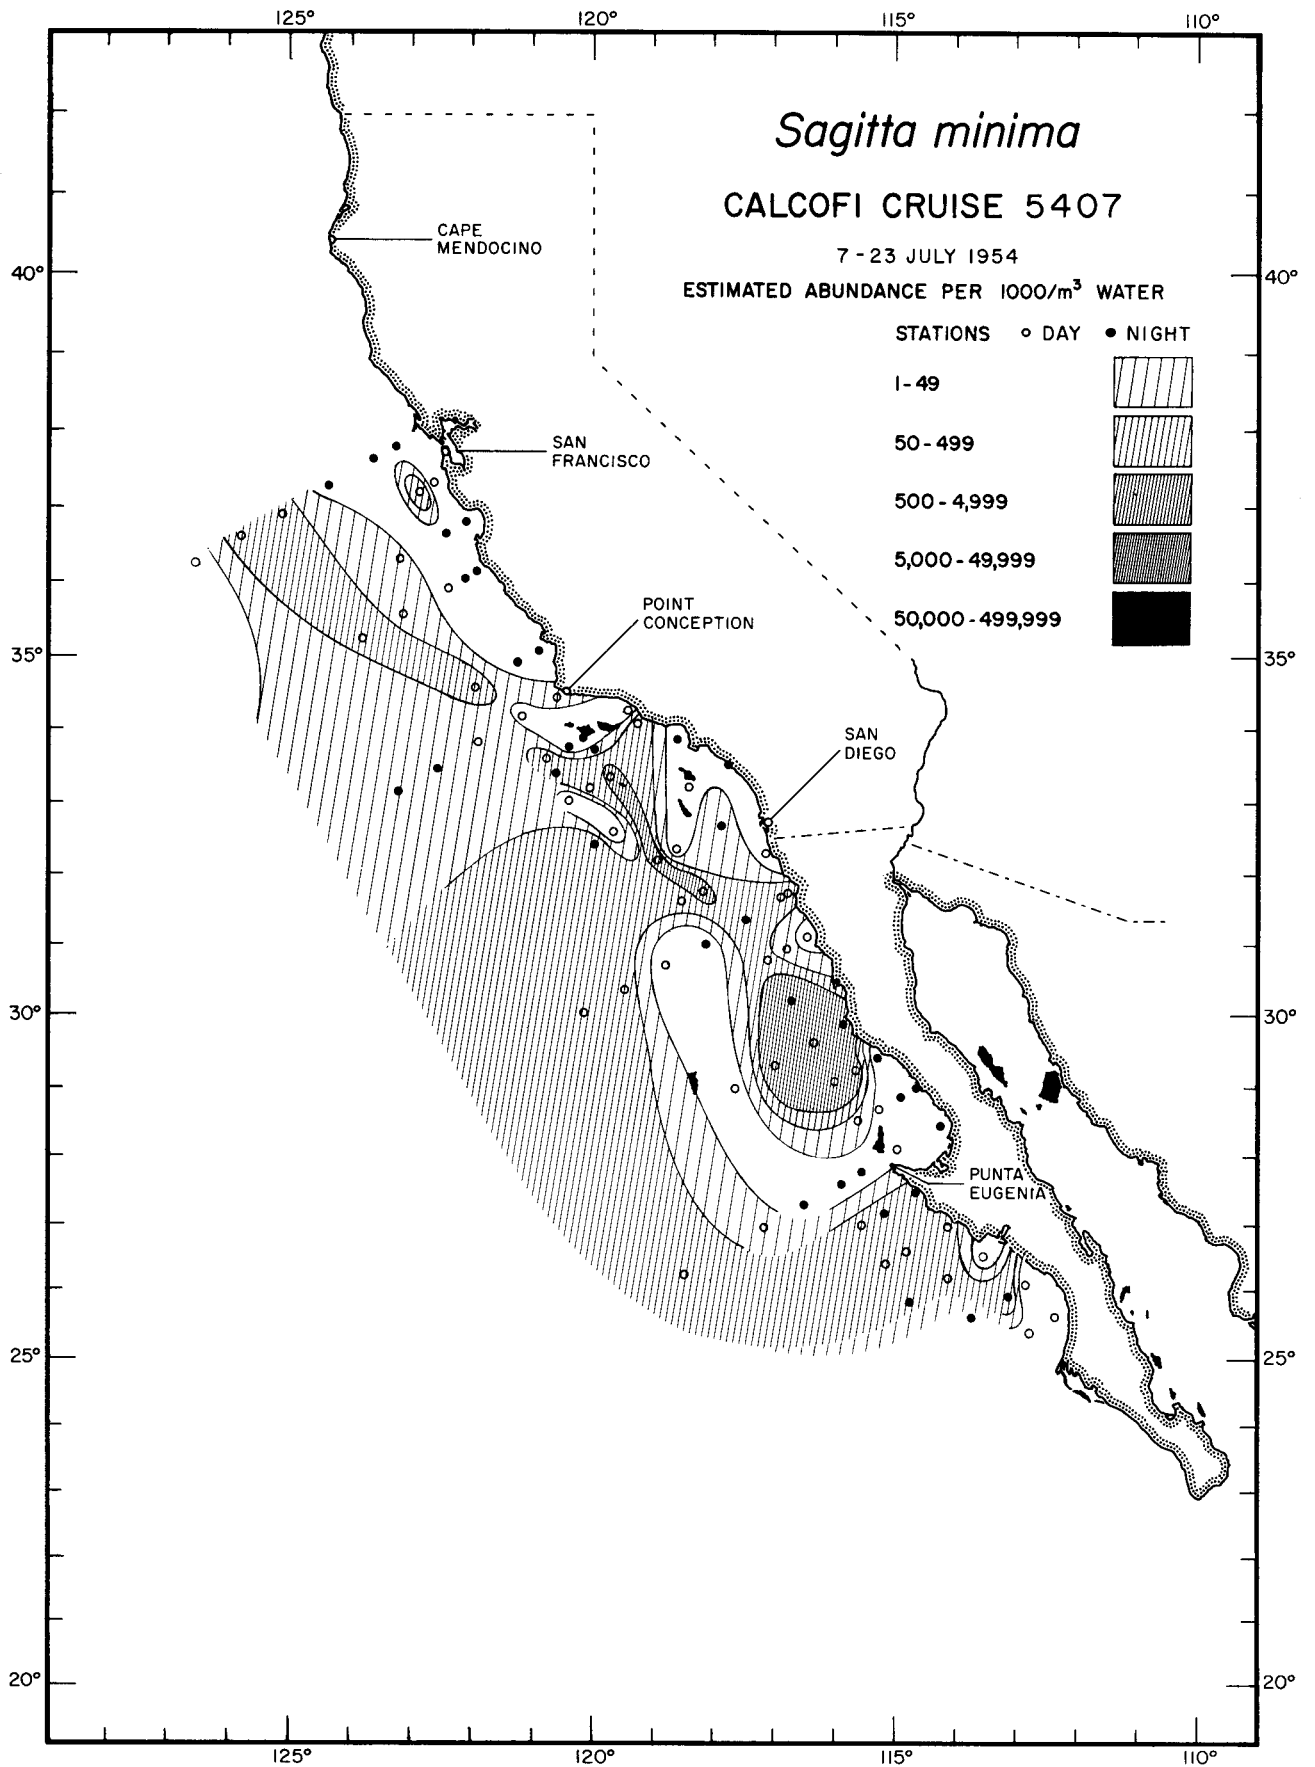 125° 120° 115° 110°
Sagitta minima
CALCOFI CRUISE 5407
7-23 JULY 1954
ESTIMATED ABUNDANCE PER 1000/m³ WATER
STATIONS ○ DAY ● NIGHT
1-49
50-499
500-4,999
5,000-49,999
50,000-499,999
CAPE
MENDOCINO
40° 40°
SAN
FRANCISCO
POINT
CONCEPTION
35° 35°
SAN
DIEGO
30° 30°
PUNTA
EUGENIA
25° 25°
20° 20°
125° 120° 115° 110°